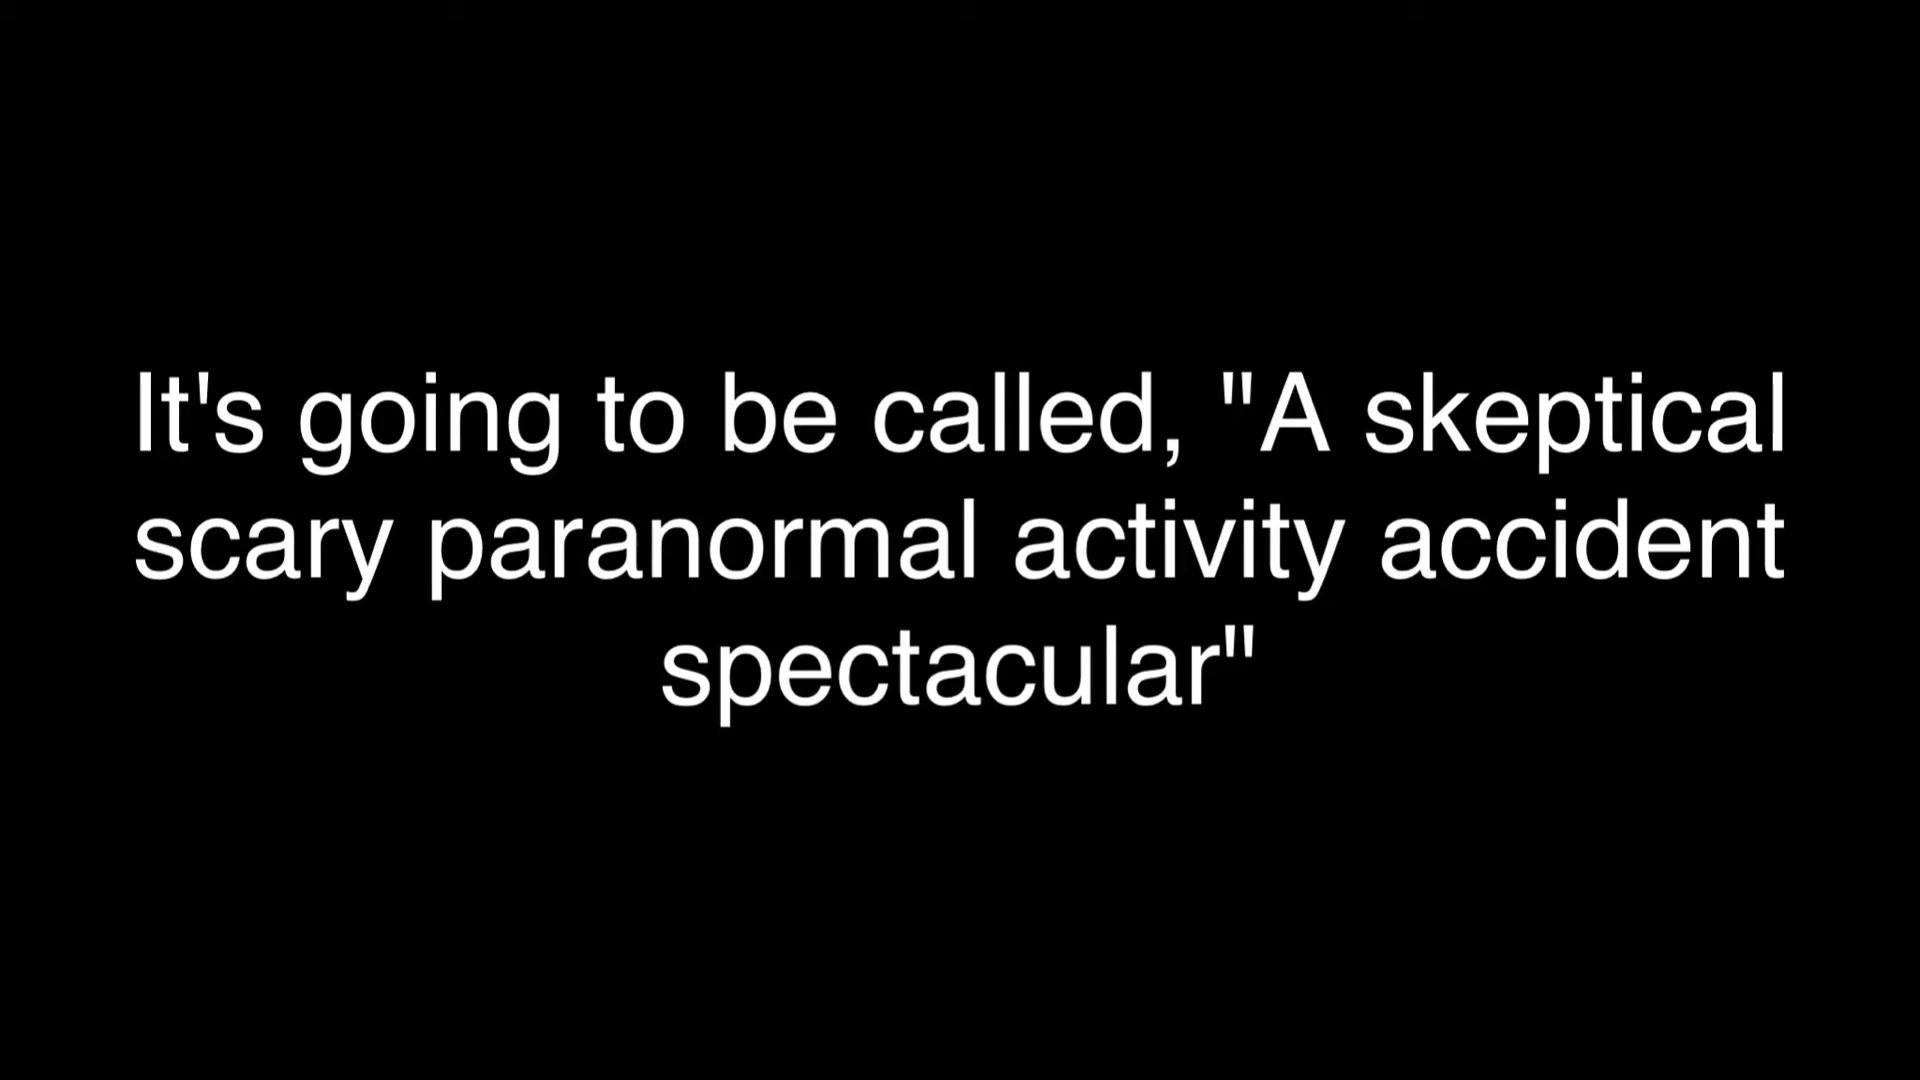 It's going to be called, "A skeptical
scary paranormal activity accident
spectacular"